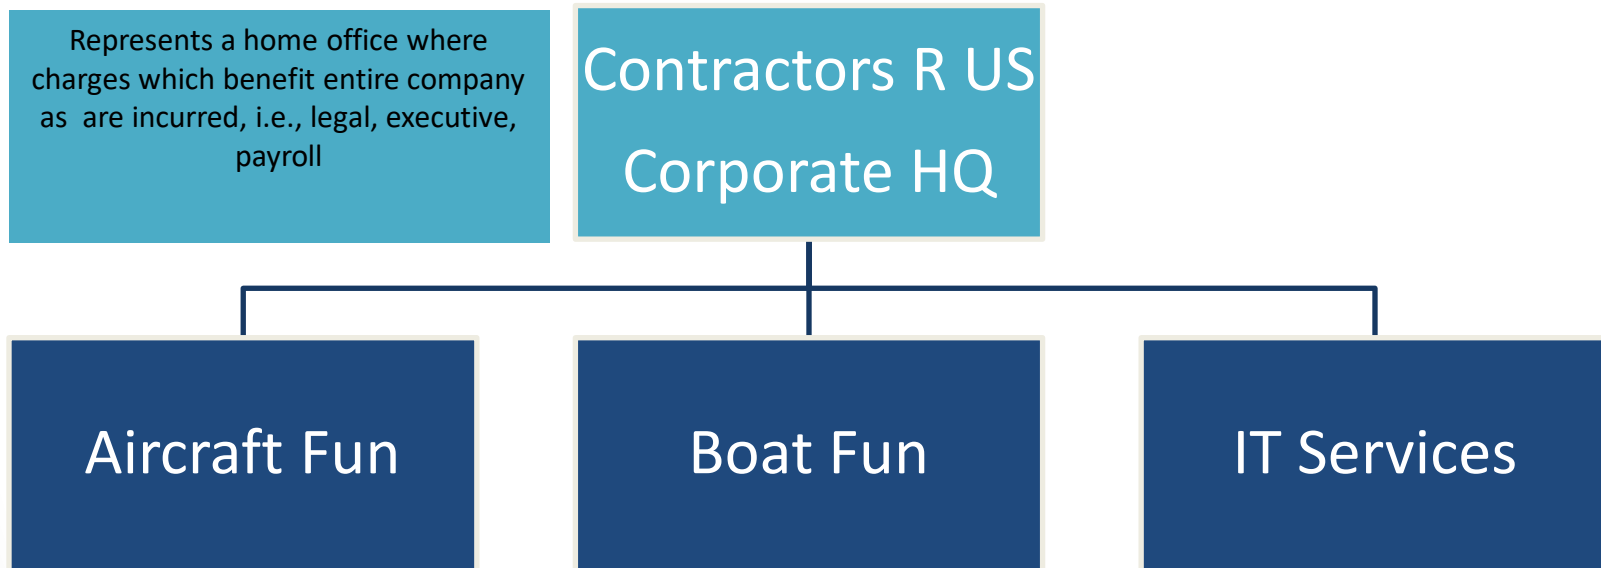 Represents a home office where
charges which benefit entire company
as are incurred, i.e., legal, executive,
payroll
Contractors R US
Corporate HQ
Aircraft Fun
Boat Fun
IT Services